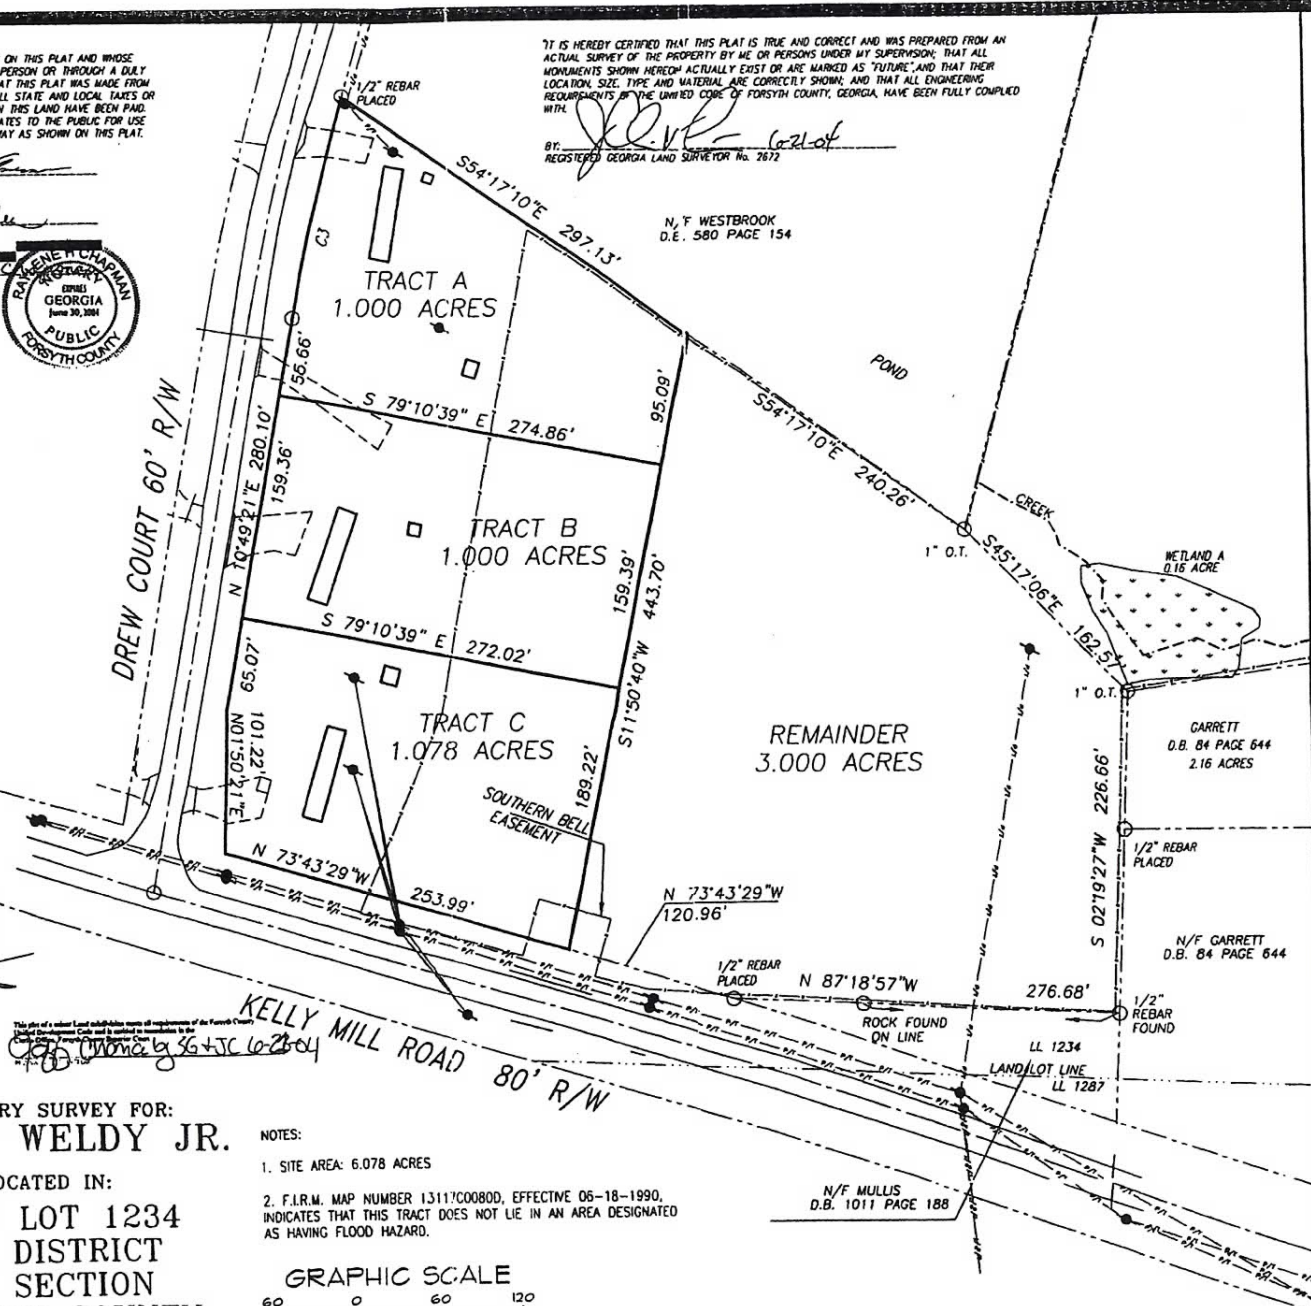 ON THIS PLAT AND WHOSE
PERSON OR THROUGH A DULY
AT THIS PLAT WAS MADE FROM
LL STATE AND LOCAL TAXES OR
N THIS LAND HAVE BEEN PAID.
ATES TO THE PUBLIC FOR USE
WAY AS SHOWN ON THIS PLAT.
IT IS HEREBY CERTIFIED THAT THIS PLAT IS TRUE AND CORRECT AND WAS PREPARED FROM AN
ACTUAL SURVEY OF THE PROPERTY BY ME OR PERSONS UNDER MY SUPERVISION; THAT ALL
MONUMENTS SHOWN HEREON ACTUALLY EXIST OR ARE MARKED AS "FUTURE", AND THAT THEIR
LOCATION, SIZE, TYPE AND MATERIAL ARE CORRECTLY SHOWN; AND THAT ALL ENGINEERING
REQUIREMENTS OF THE UNIFIED CODE OF FORSYTH COUNTY, GEORGIA, HAVE BEEN FULLY COMPLIED
WITH.
BY: 6-21-04
REGISTERED GEORGIA LAND SURVEYOR No. 2672
RAYLENE H CHAPMAN
NOTARY
EXPIRES
GEORGIA
June 30, 2004
PUBLIC
FORSYTH COUNTY
1/2" REBAR
PLACED
S54°17'10"E 297.13'
N/F WESTBROOK
D.B. 580 PAGE 154
C3
TRACT A
1.000 ACRES
55.66'
95.09'
POND
S 79°10'39" E 274.86'
S54°17'10"E 240.26'
DREW COURT 60' R/W
N 10°49'21"E 280.10'
159.36'
TRACT B
1.000 ACRES
CREEK
1" O.T.
S45°17'06"E
162.57'
WETLAND A
0.16 ACRE
159.39'
443.70'
S11°50'40"W
S 79°10'39" E 272.02'
65.07'
1" O.T.
TRACT C
1.078 ACRES
REMAINDER
3.000 ACRES
GARRETT
D.B. 84 PAGE 644
2.16 ACRES
101.22'
N01°50'21"E
189.22'
SOUTHERN BELL
EASEMENT
S 02°19'27"W 226.66'
1/2" REBAR
PLACED
N 73°43'29"W 253.99'
N 73°43'29"W
120.96'
N/F GARRETT
D.B. 84 PAGE 644
1/2" REBAR
PLACED
N 87°18'57"W 276.68'
ROCK FOUND
ON LINE
1/2"
REBAR
FOUND
LL 1234
LAND LOT LINE
LL 1287
KELLY MILL ROAD 80' R/W
by SG+JC 6-23-04
N/F MULLIS
D.B. 1011 PAGE 188
RY SURVEY FOR:
WELDY JR.
OCATED IN:
LOT 1234
DISTRICT
SECTION
NOTES:
1. SITE AREA: 6.078 ACRES
2. F.I.R.M. MAP NUMBER 13117C0080D, EFFECTIVE 06-18-1990,
INDICATES THAT THIS TRACT DOES NOT LIE IN AN AREA DESIGNATED
AS HAVING FLOOD HAZARD.
GRAPHIC SCALE
60 0 60 120